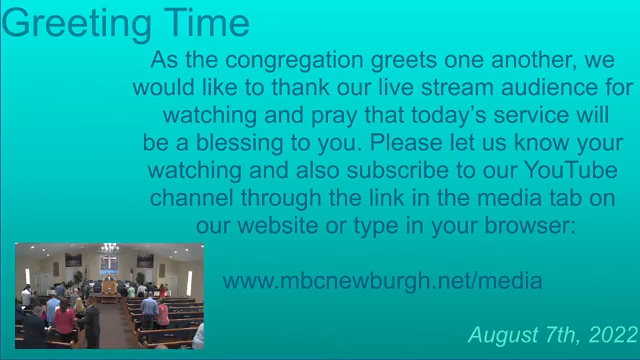 Greeting Time
As the congregation greets one another, we
would like to thank our live stream audience for
watching and pray that today's service will
be a blessing to you. Please let us know your
watching and also subscribe to our YouTube
channel through the link in the media tab on
our website or type in your browser:
www.mbcnewburgh.net/media
August 7th, 2022